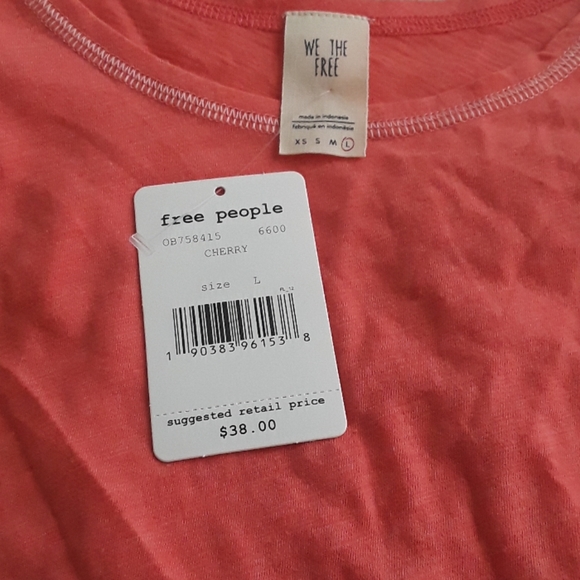 WE THE
FREE
made in indonesia
fabriqué en indonésie
XS S M L
free people
OB758415 6600
CHERRY
size L
1 90383 96153 8
suggested retail price
$38.00